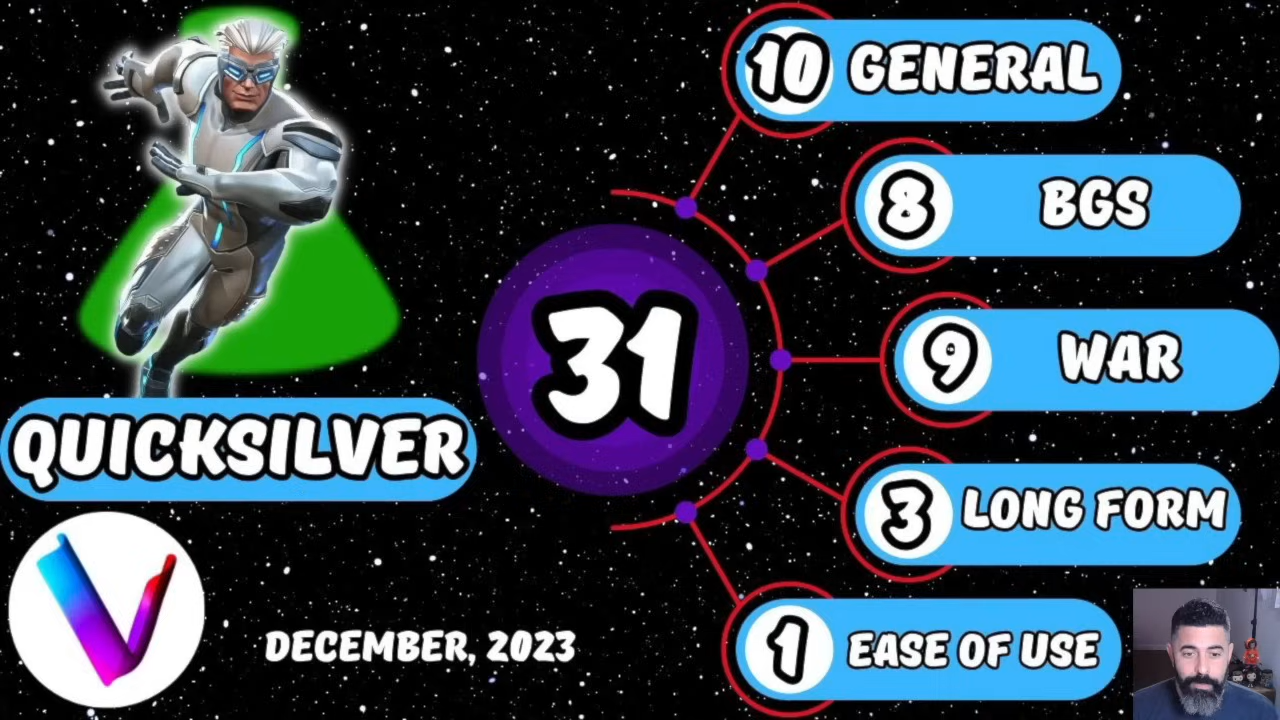 10 GENERAL
8 BGS
31
9 WAR
QUICKSILVER
3 LONG FORM
V
DECEMBER, 2023
1 EASE OF USE